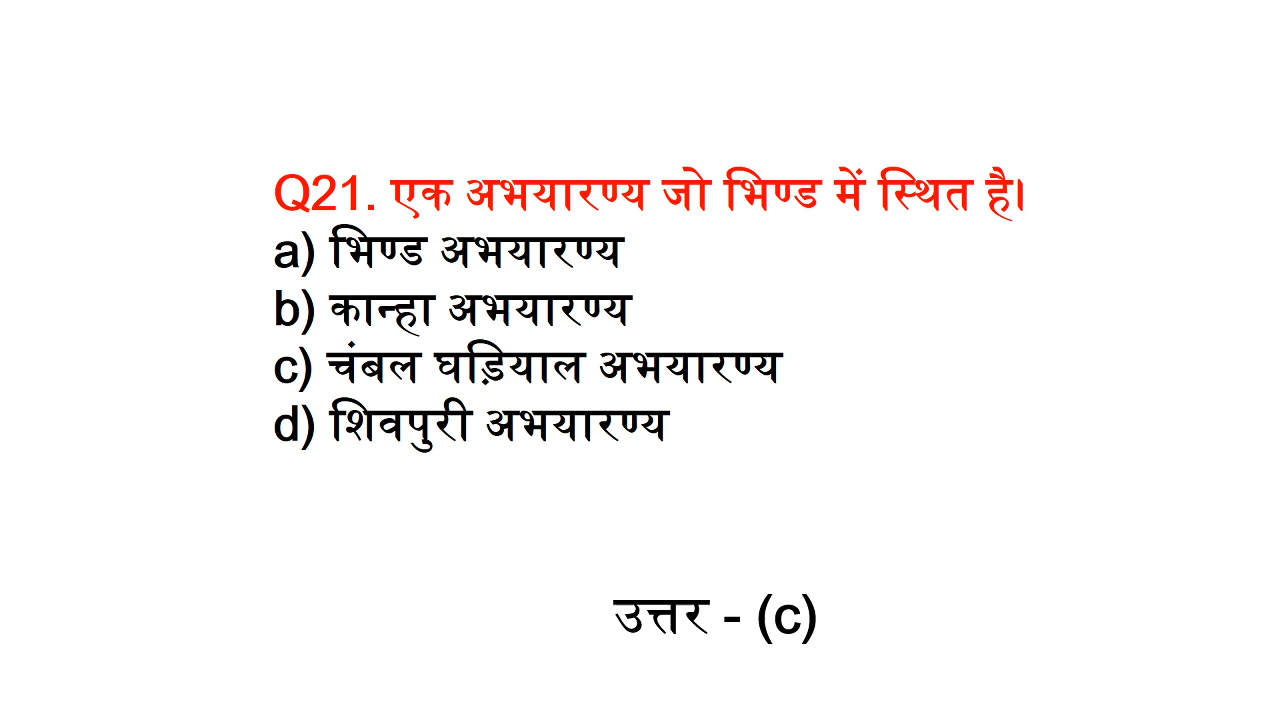 Q21. एक अभयारण्य जो भिण्ड में स्थित है।
a) भिण्ड अभयारण्य
b) कान्हा अभयारण्य
c) चंबल घड़ियाल अभयारण्य
d) शिवपुरी अभयारण्य
उत्तर - (c)